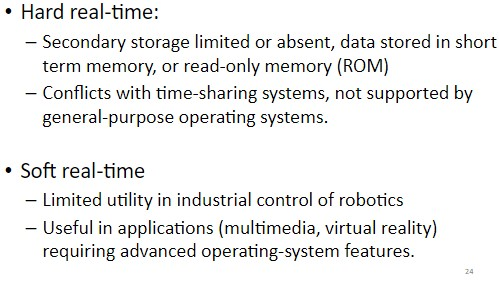 • Hard real-time:
– Secondary storage limited or absent, data stored in short
term memory, or read-only memory (ROM)
– Conflicts with time-sharing systems, not supported by
general-purpose operating systems.
• Soft real-time
– Limited utility in industrial control of robotics
– Useful in applications (multimedia, virtual reality)
requiring advanced operating-system features.
24